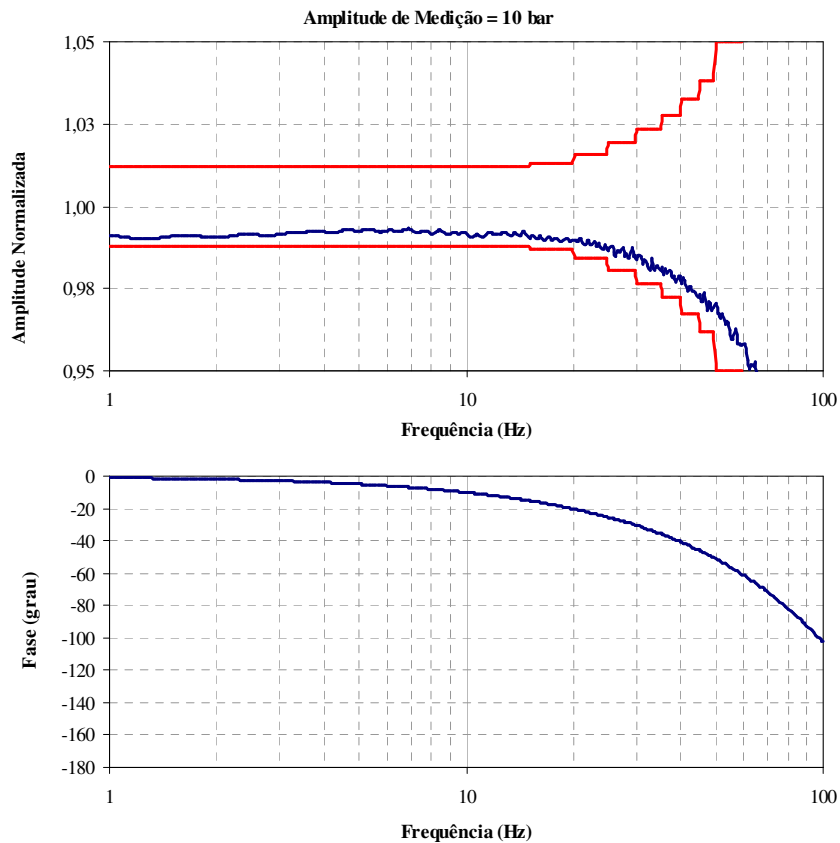 Amplitude de Medição = 10 bar
1,05
1,03
1,00
0,98
0,95
Amplitude Normalizada
1 10 100
Frequência (Hz)
0
-20
-40
-60
-80
-100
-120
-140
-160
-180
Fase (grau)
1 10 100
Frequência (Hz)